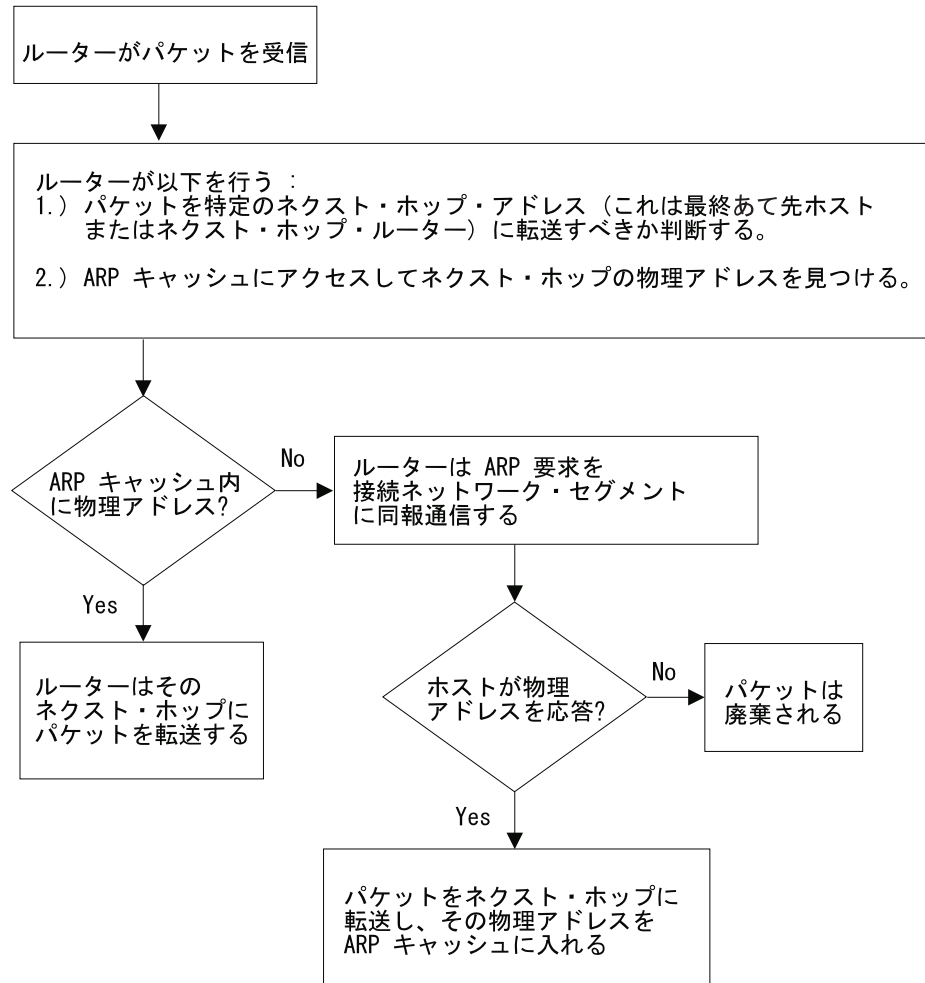 ルーターがパケットを受信
ルーターが以下を行う :
1.) パケットを特定のネクスト・ホップ・アドレス (これは最終あて先ホスト
またはネクスト・ホップ・ルーター) に転送すべきか判断する。
2.) ARP キャッシュにアクセスしてネクスト・ホップの物理アドレスを見つける。
ARP キャッシュ内
に物理アドレス?
No
ルーターは ARP 要求を
接続ネットワーク・セグメント
に同報通信する
Yes
ルーターはその
ネクスト・ホップに
パケットを転送する
ホストが物理
アドレスを応答?
No
パケットは
廃棄される
Yes
パケットをネクスト・ホップに
転送し、その物理アドレスを
ARP キャッシュに入れる